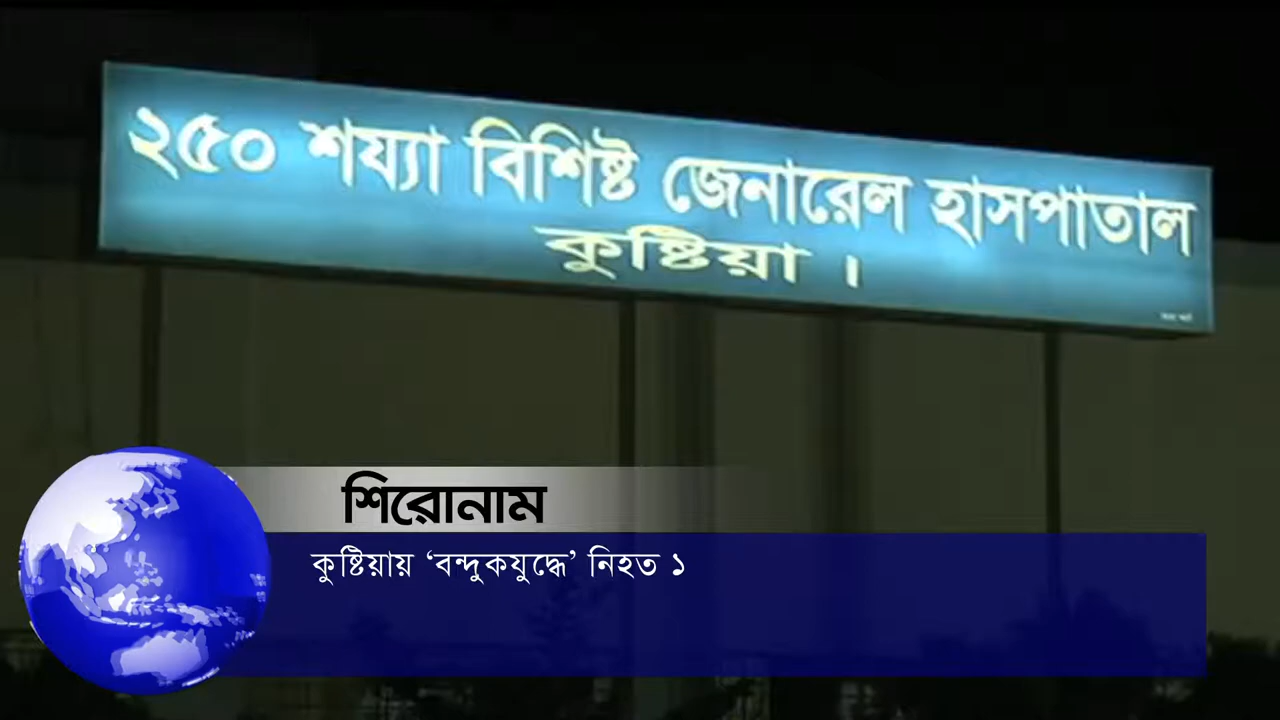 ২৫০ শয্যা বিশিষ্ট জেনারেল হাসপাতাল
কুষ্টিয়া ।
শিরোনাম
কুষ্টিয়ায় ‘বন্দুকযুদ্ধে’ নিহত ১